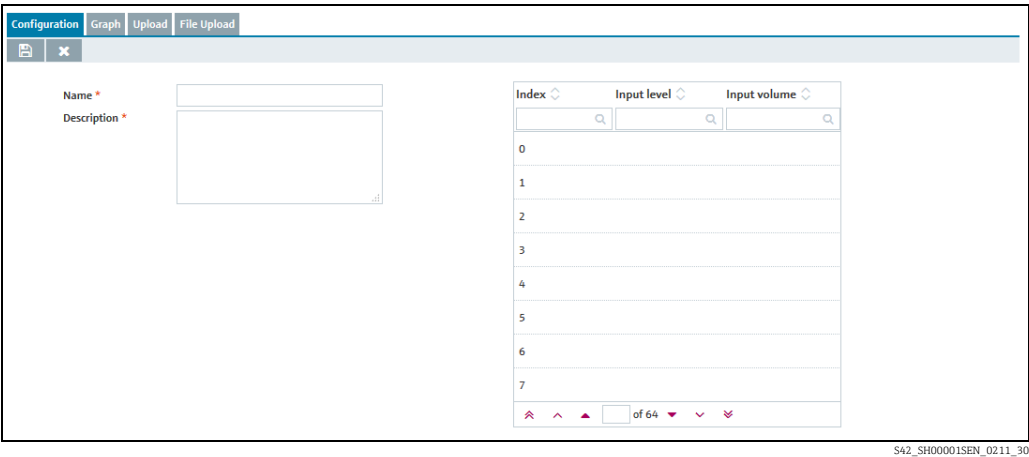 Configuration Graph Upload File Upload
Name *
Description *
Index Input level Input volume
0
1
2
3
4
5
6
7
of 64
S42_SH00001SEN_0211_30